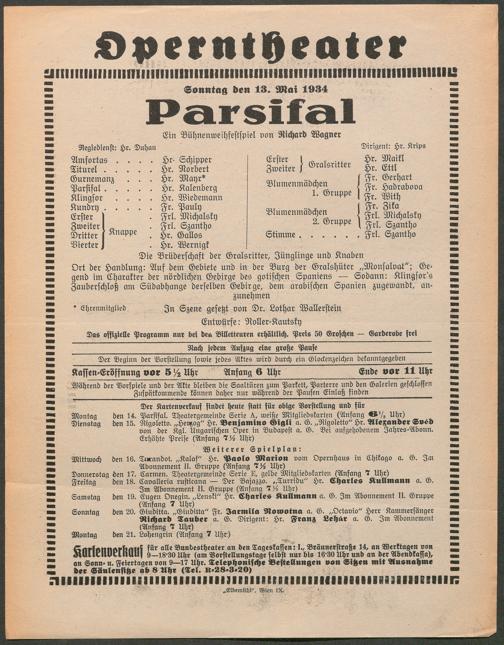 Operntheater
Sonntag den 13. Mai 1934
Parsifal
Ein Bühnenweihfestspiel von Richard Wagner
Regiedienst: Hr. Duhan
Dirigent: Hr. Krips
Amfortas . . . . . Hr. Schipper
Titurel . . . . . Hr. Norbert
Gurnemanz . . . . Hr. Mayr*
Parsifal . . . . . Hr. Kalenberg
Klingsor . . . . . Hr. Wiedemann
Kundry . . . . . Fr. Pauly
Erster
Zweiter
Dritter
Vierter
Knappe
Frl. Michalsky
Frl. Szantho
Hr. Gallos
Hr. Wernigk
Erster
Zweiter
Gralsritter
Hr. Maikl
Hr. Ettl
Blumenmädchen
1. Gruppe
Fr. Gerhart
Fr. Hadrabova
Fr. With
Blumenmädchen
2. Gruppe
Fr. Zika
Frl. Michalsky
Frl. Szantho
Stimme . . . . . Frl. Szantho
Die Brüderschaft der Gralsritter, Jünglinge und Knaben
Ort der Handlung: Auf dem Gebiete und in der Burg der Gralshüter „Monsalvat"; Ge-
gend im Charakter der nördlichen Gebirge des gotischen Spaniens — Sodann: Klingsor's
Zauberschloß am Südabhange derselben Gebirge, dem arabischen Spanien zugewandt, an-
zunehmen
* Ehrenmitglied
In Szene gesetzt von Dr. Lothar Wallerstein
Entwürfe: Roller-Kautsky
Das offizielle Programm nur bei den Billetteuren erhältlich. Preis 50 Groschen — Garderobe frei
Nach jedem Aufzug eine große Pause
Der Beginn der Vorstellung sowie jedes Aktes wird durch ein Glockenzeichen bekanntgegeben
Kassen-Eröffnung vor 5½ Uhr Anfang 6 Uhr Ende vor 11 Uhr
Während der Vorspiele und der Akte bleiben die Saaltüren zum Parkett, Parterre und den Galerien geschlossen
Zuspätkommende können daher nur während der Pausen Einlaß finden
Der Kartenverkauf findet heute statt für obige Vorstellung und für
Montag den 14. Parsifal. Theatergemeinde Serie A, weiße Mitgliedskarten (Anfang 6½ Uhr)
Dienstag den 15. Rigoletto. „Herzog" Hr. Benjamino Gigli a. G. „Rigoletto" Hr. Alexander Svéd
von der kgl. Ungarischen Oper in Budapest a. G. Bei aufgehobenem Jahres-Abonn.
Erhöhte Preise (Anfang 7½ Uhr)
Weiterer Spielplan:
Mittwoch den 16. Turandot. „Kalaf" Hr. Paolo Marion vom Opernhaus in Chikago a. G. Im
Abonnement II. Gruppe (Anfang 7½ Uhr)
Donnerstag den 17. Carmen. Theatergemeinde Serie E, gelbe Mitgliedskarten (Anfang 7 Uhr)
Freitag den 18. Cavalleria rusticana — Der Bajazzo. „Turridu" Hr. Charles Kullmann a. G.
Im Abonnement II. Gruppe (Anfang 7½ Uhr)
Samstag den 19. Eugen Onegin. „Lenski" Hr. Charles Kullmann a. G. Im Abonnement II. Gruppe
(Anfang 7 Uhr)
Sonntag den 20. Giuditta. „Giuditta" Fr. Jarmila Nowotna a. G. „Octavio" Herr Kammersänger
Richard Tauber a. G. Dirigent: Hr. Franz Lehár a. G. Im Abonnement
(Anfang 7 Uhr)
Montag den 21. Lohengrin (Anfang 7 Uhr)
Kartenverkauf für alle Bundestheater an den Tageskassen: I., Bräunerstraße 14, an Werktagen von
9—18·30 Uhr (am Vorstellungstage selbst nur bis 16·30 Uhr und an der Abendkassa),
an Sonn- u. Feiertagen von 9—17 Uhr. Telephonische Bestellungen von Sitzen mit Ausnahme
der Säulensitze ab 8 Uhr (Tel. R-28-3-20)
„Elbemühl", Wien IX.